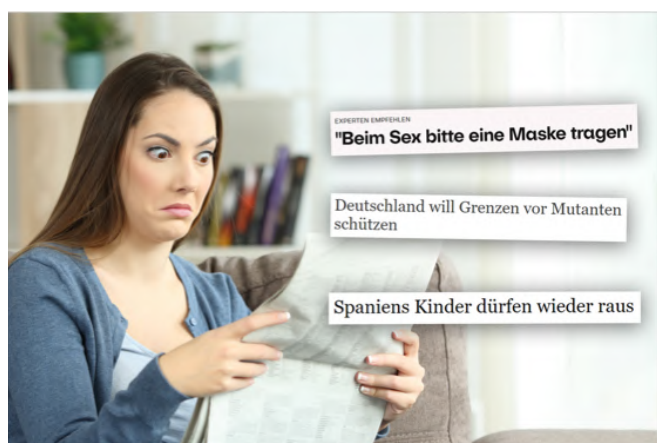 EXPERTEN EMPFEHLEN
"Beim Sex bitte eine Maske tragen"
Deutschland will Grenzen vor Mutanten
schützen
Spaniens Kinder dürfen wieder raus